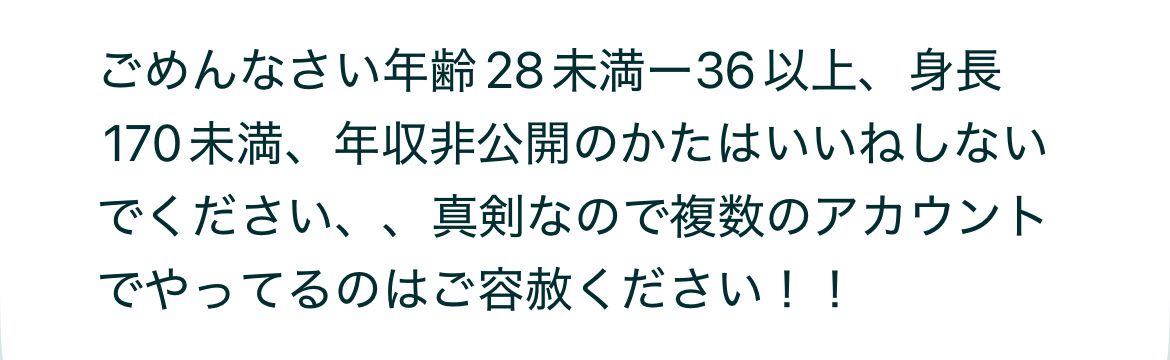 ごめんなさい年齢28未満ー36以上、身長
170未満、年収非公開のかたはいいねしない
でください、、真剣なので複数のアカウント
でやってるのはご容赦ください！！